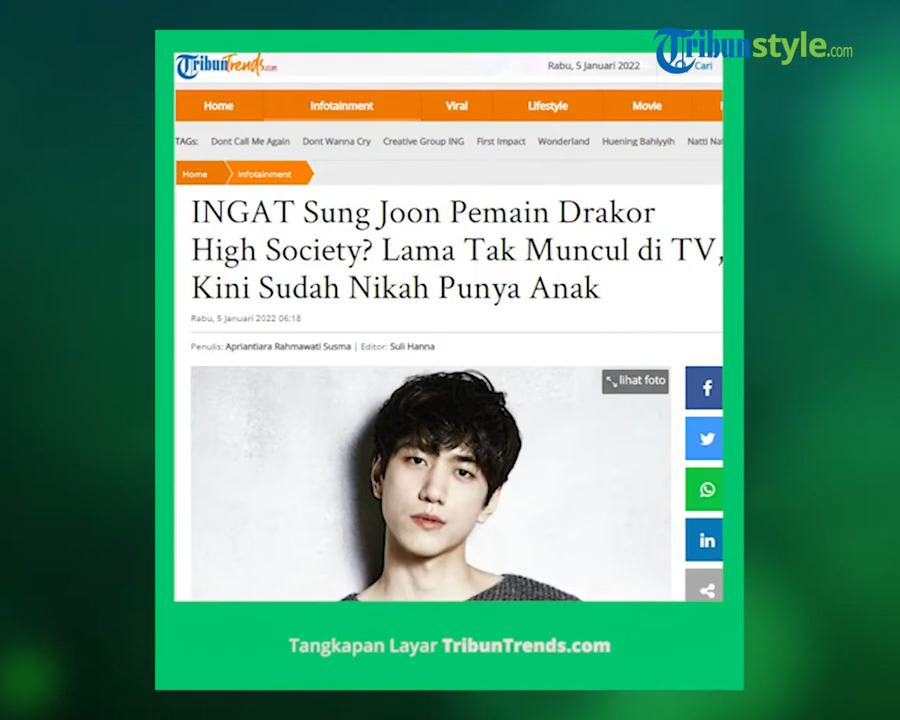 Tribunstyle.com
TribunTrends.com
Rabu, 5 Januari 2022
Cari
Home Infotainment Viral Lifestyle Movie
TAGs: Dont Call Me Again Dont Wanna Cry Creative Group ING First Impact Wonderland Huening Bahiyyih Natti
Home Infotainment
INGAT Sung Joon Pemain Drakor
High Society? Lama Tak Muncul di TV,
Kini Sudah Nikah Punya Anak
Rabu, 5 Januari 2022 06:18
Penulis: Apriantiara Rahmawati Susma | Editor: Suli Hanna
lihat foto
Tangkapan Layar TribunTrends.com